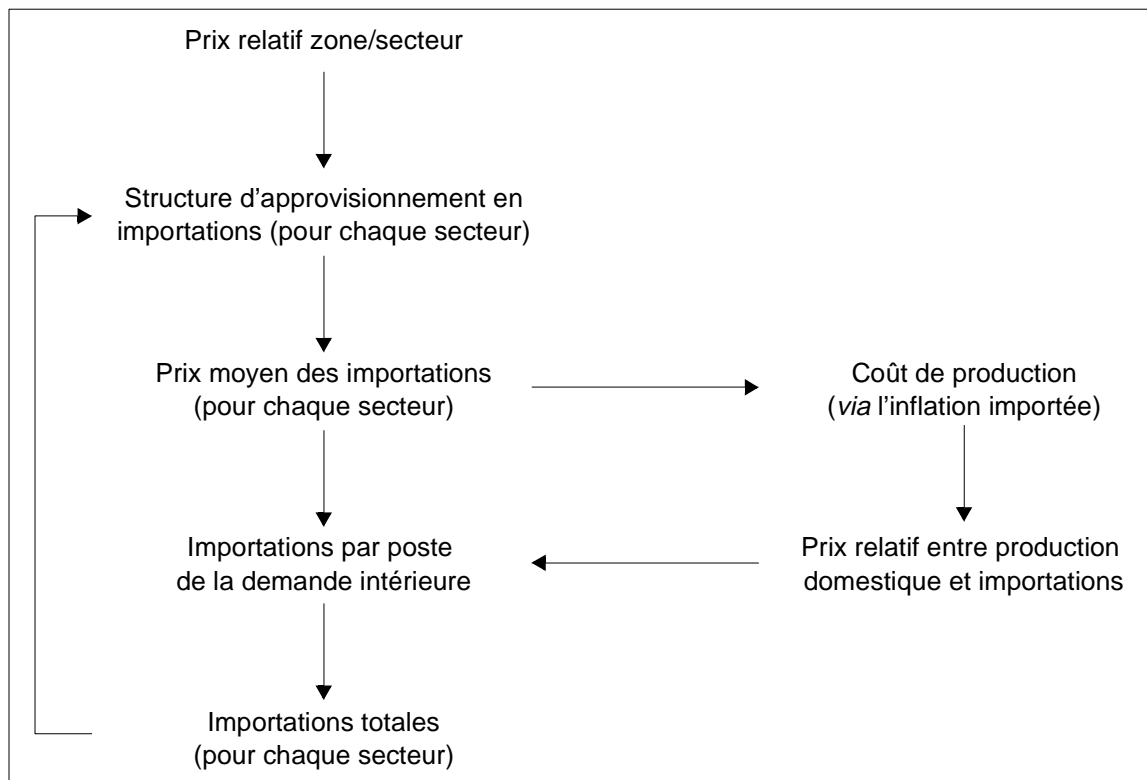 Prix relatif zone/secteur
Structure d'approvisionnement en
importations (pour chaque secteur)
Prix moyen des importations
(pour chaque secteur)
Coût de production
(via l'inflation importée)
Importations par poste
de la demande intérieure
Prix relatif entre production
domestique et importations
Importations totales
(pour chaque secteur)